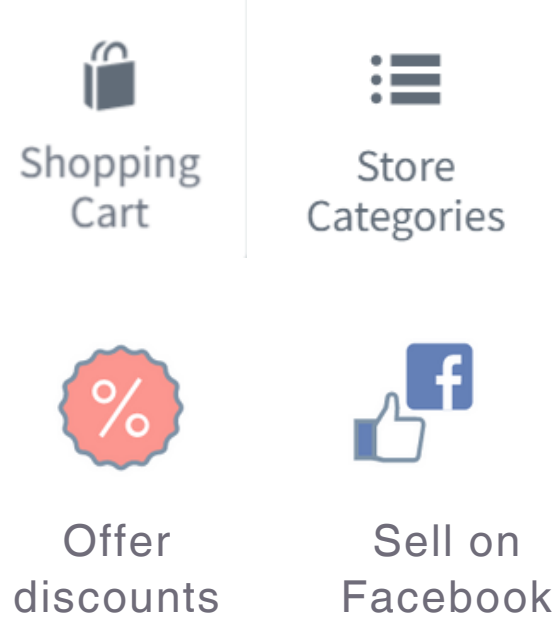 Shopping
Cart
Store
Categories
%
f
Offer
discounts
Sell on
Facebook